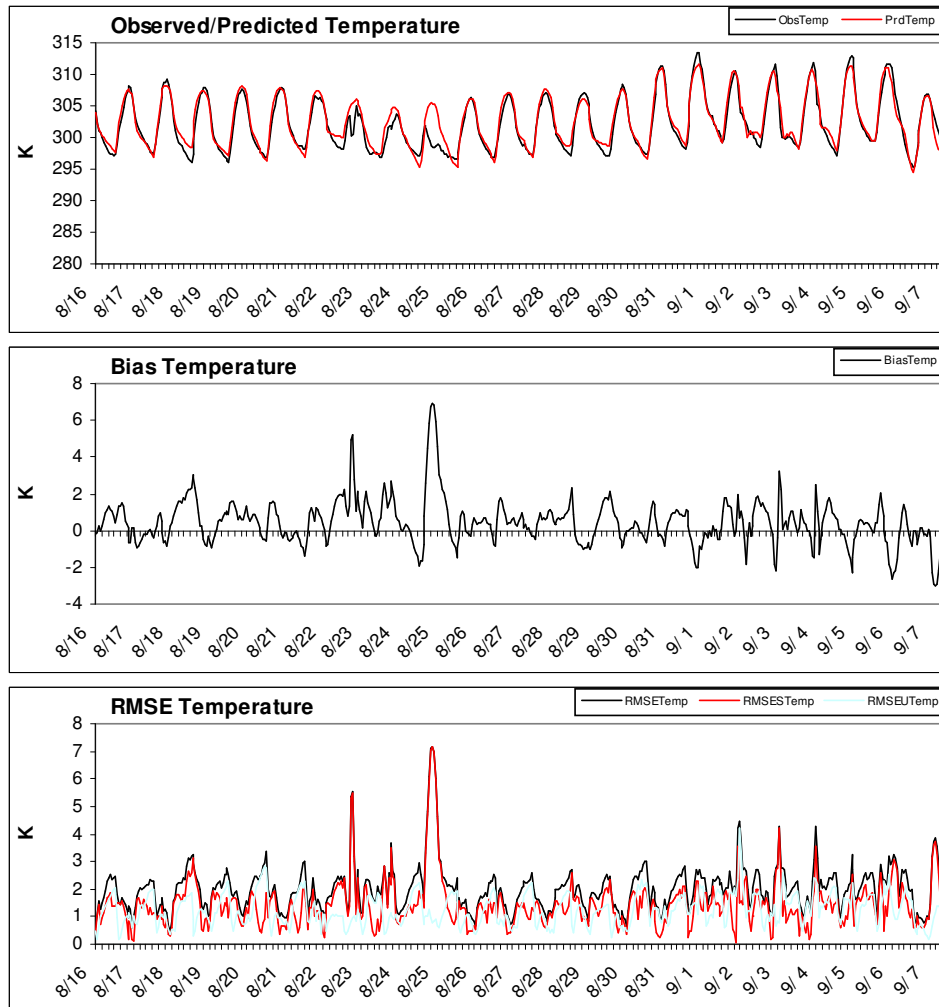 Observed/Predicted Temperature
ObsTemp PrdTemp
K
315
310
305
300
295
290
285
280
8/16 8/17 8/18 8/19 8/20 8/21 8/22 8/23 8/24 8/25 8/26 8/27 8/28 8/29 8/30 8/31 9/ 1 9/ 2 9/ 3 9/ 4 9/ 5 9/ 6 9/ 7
Bias Temperature
BiasTemp
K
8
6
4
2
0
-2
-4
8/16 8/17 8/18 8/19 8/20 8/21 8/22 8/23 8/24 8/25 8/26 8/27 8/28 8/29 8/30 8/31 9/ 1 9/ 2 9/ 3 9/ 4 9/ 5 9/ 6 9/ 7
RMSE Temperature
RMSETemp RMSESTemp RMSEUTemp
K
8
7
6
5
4
3
2
1
0
8/16 8/17 8/18 8/19 8/20 8/21 8/22 8/23 8/24 8/25 8/26 8/27 8/28 8/29 8/30 8/31 9/ 1 9/ 2 9/ 3 9/ 4 9/ 5 9/ 6 9/ 7